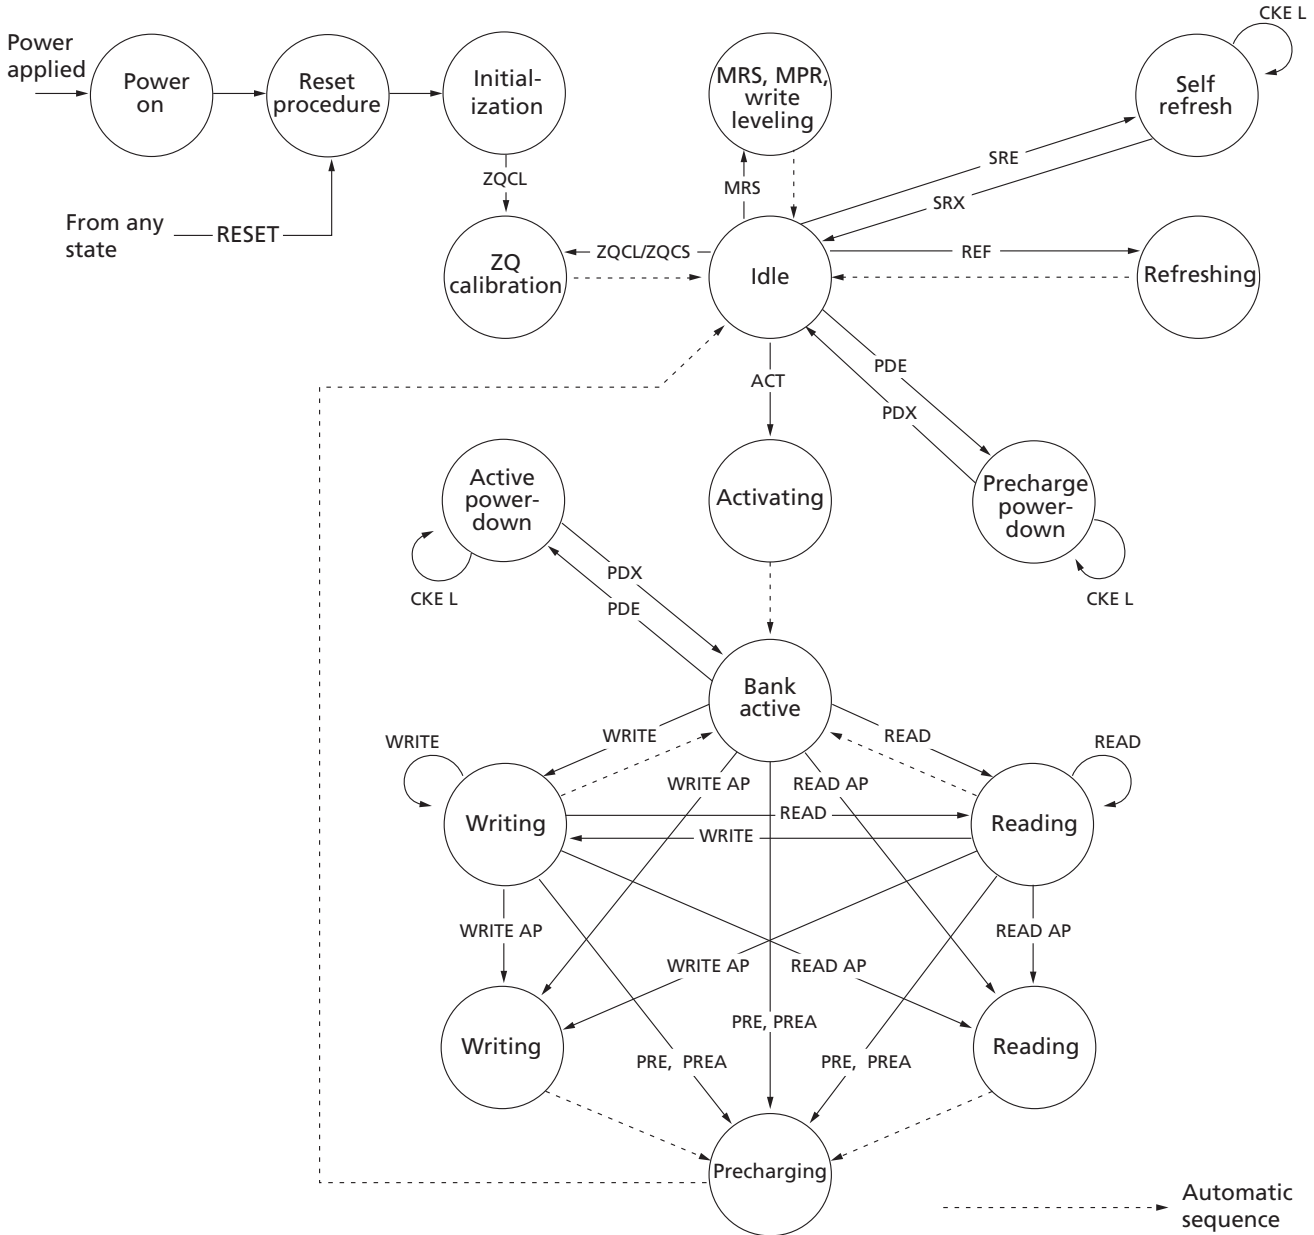 CKE L
Power
applied
Power
on
Reset
procedure
Initial-
ization
MRS, MPR,
write
leveling
Self
refresh
SRE
ZQCL
MRS
SRX
From any
state
RESET
ZQCL/ZQCS
REF
ZQ
calibration
Idle
Refreshing
PDE
ACT
PDX
Active
power-
down
Activating
Precharge
power-
down
PDX
CKE L
PDE
CKE L
Bank
active
WRITE
WRITE
READ
READ
WRITE AP
READ AP
Writing
READ
Reading
WRITE
WRITE AP
READ AP
WRITE AP
READ AP
PRE, PREA
Writing
Reading
PRE, PREA
PRE, PREA
Precharging
Automatic
sequence